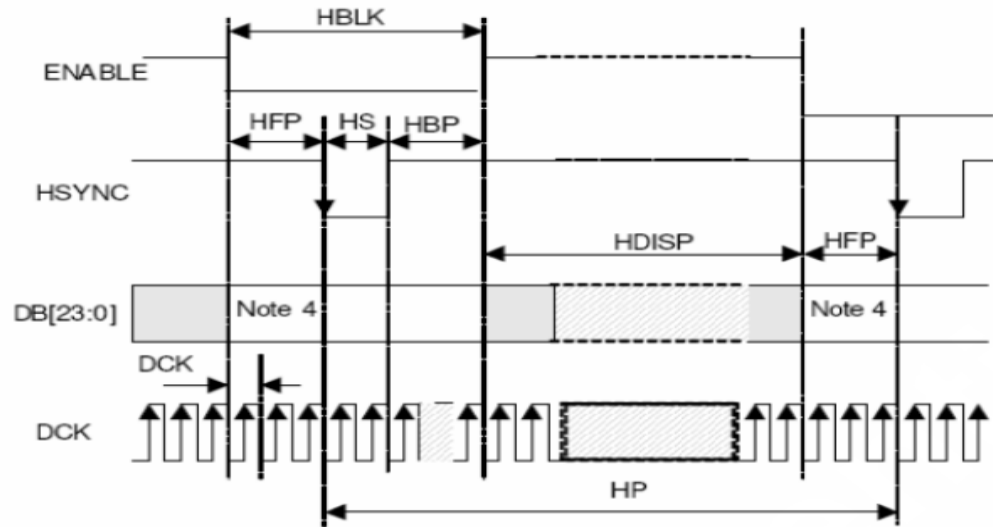 HBLK
ENABLE
HFP HS HBP
HSYNC
HDISP HFP
DB[23:0] Note 4 Note 4
DCK
DCK
HP